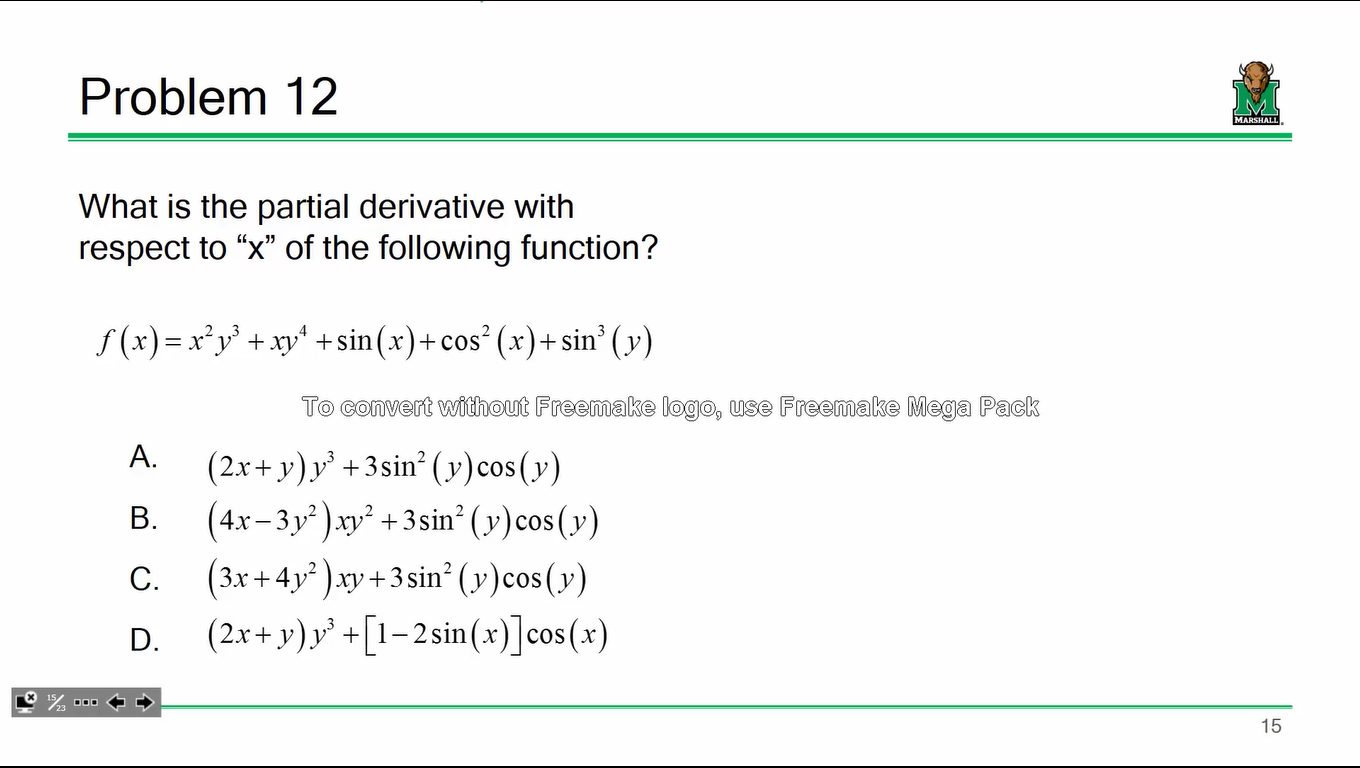 Problem 12
MARSHALL
What is the partial derivative with
respect to “x” of the following function?
f(x) = x²y³ + xy⁴ + sin(x) + cos²(x) + sin³(y)
To convert without Freemake logo, use Freemake Mega Pack
A. (2x + y)y³ + 3sin²(y)cos(y)
B. (4x − 3y²)xy² + 3sin²(y)cos(y)
C. (3x + 4y²)xy + 3sin²(y)cos(y)
D. (2x + y)y³ + [1 − 2sin(x)]cos(x)
15/23
15